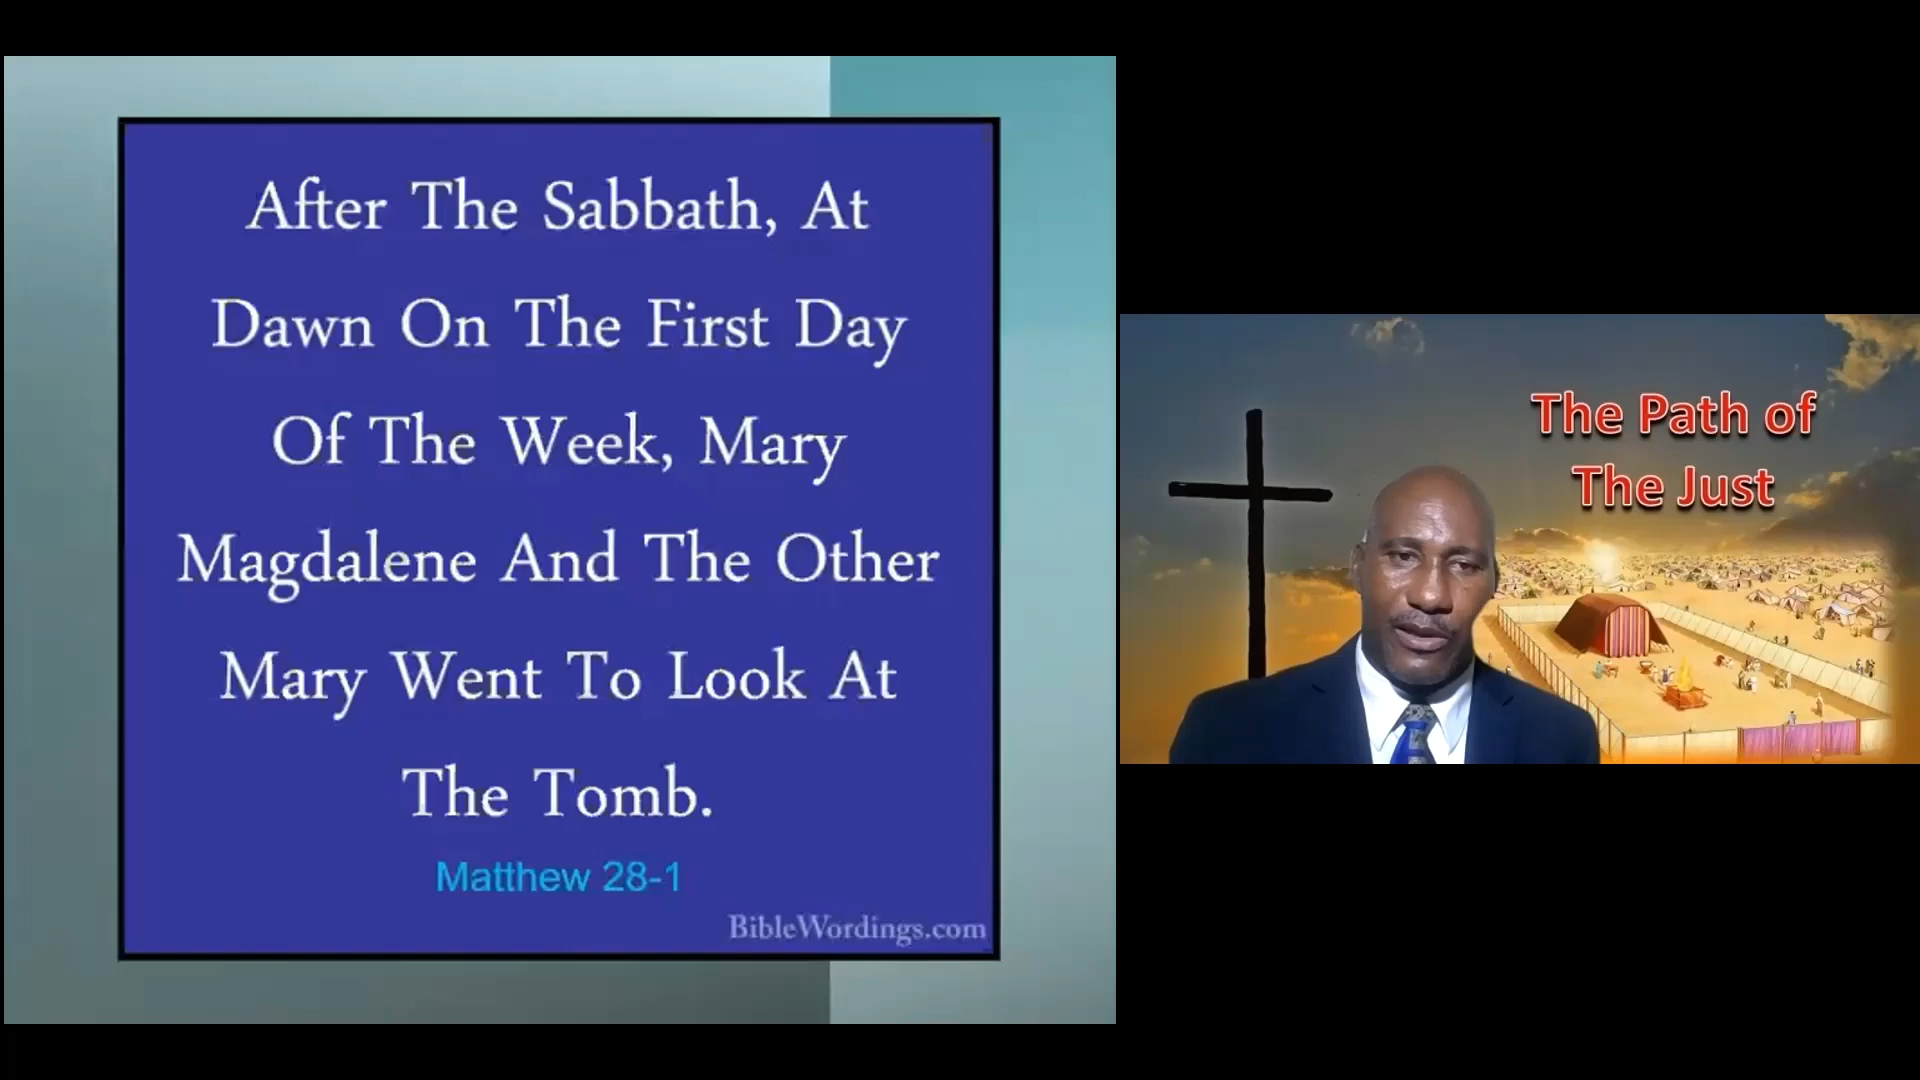 After The Sabbath, At
Dawn On The First Day
Of The Week, Mary
Magdalene And The Other
Mary Went To Look At
The Tomb.
Matthew 28-1
BibleWordings.com
The Path of
The Just